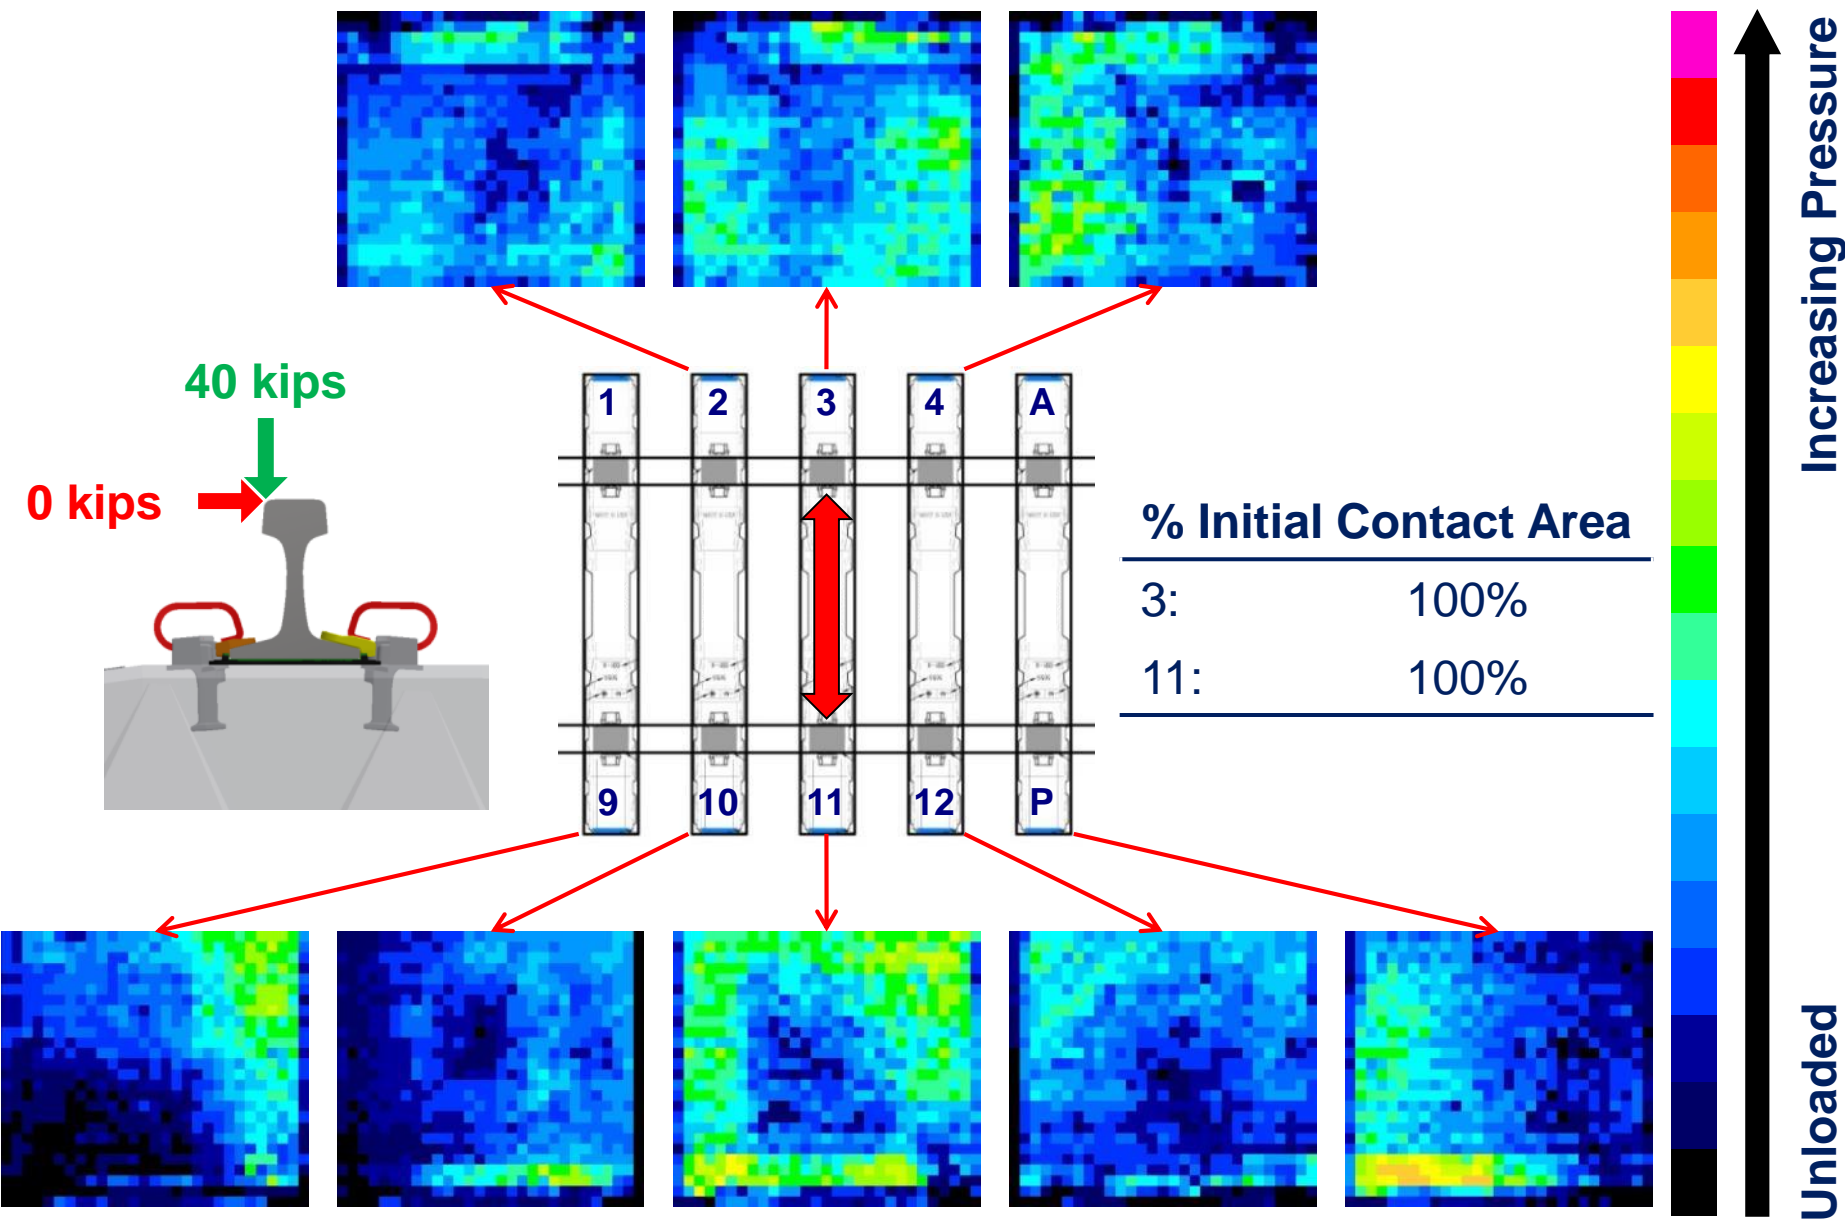 Increasing Pressure
40 kips
0 kips
1 2 3 4 A
% Initial Contact Area
3: 100%
11: 100%
9 10 11 12 P
Unloaded